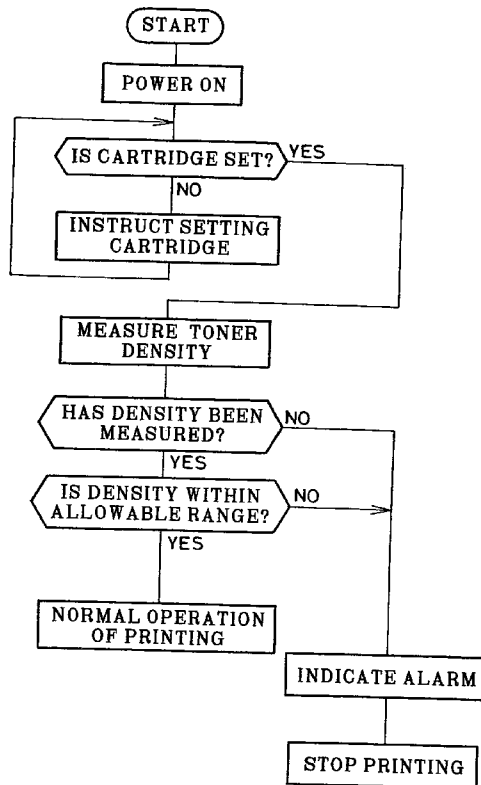 START
POWER ON
IS CARTRIDGE SET?
YES
NO
INSTRUCT SETTING
CARTRIDGE
MEASURE TONER
DENSITY
HAS DENSITY BEEN
MEASURED?
NO
YES
IS DENSITY WITHIN
ALLOWABLE RANGE?
NO
YES
NORMAL OPERATION
OF PRINTING
INDICATE ALARM
STOP PRINTING